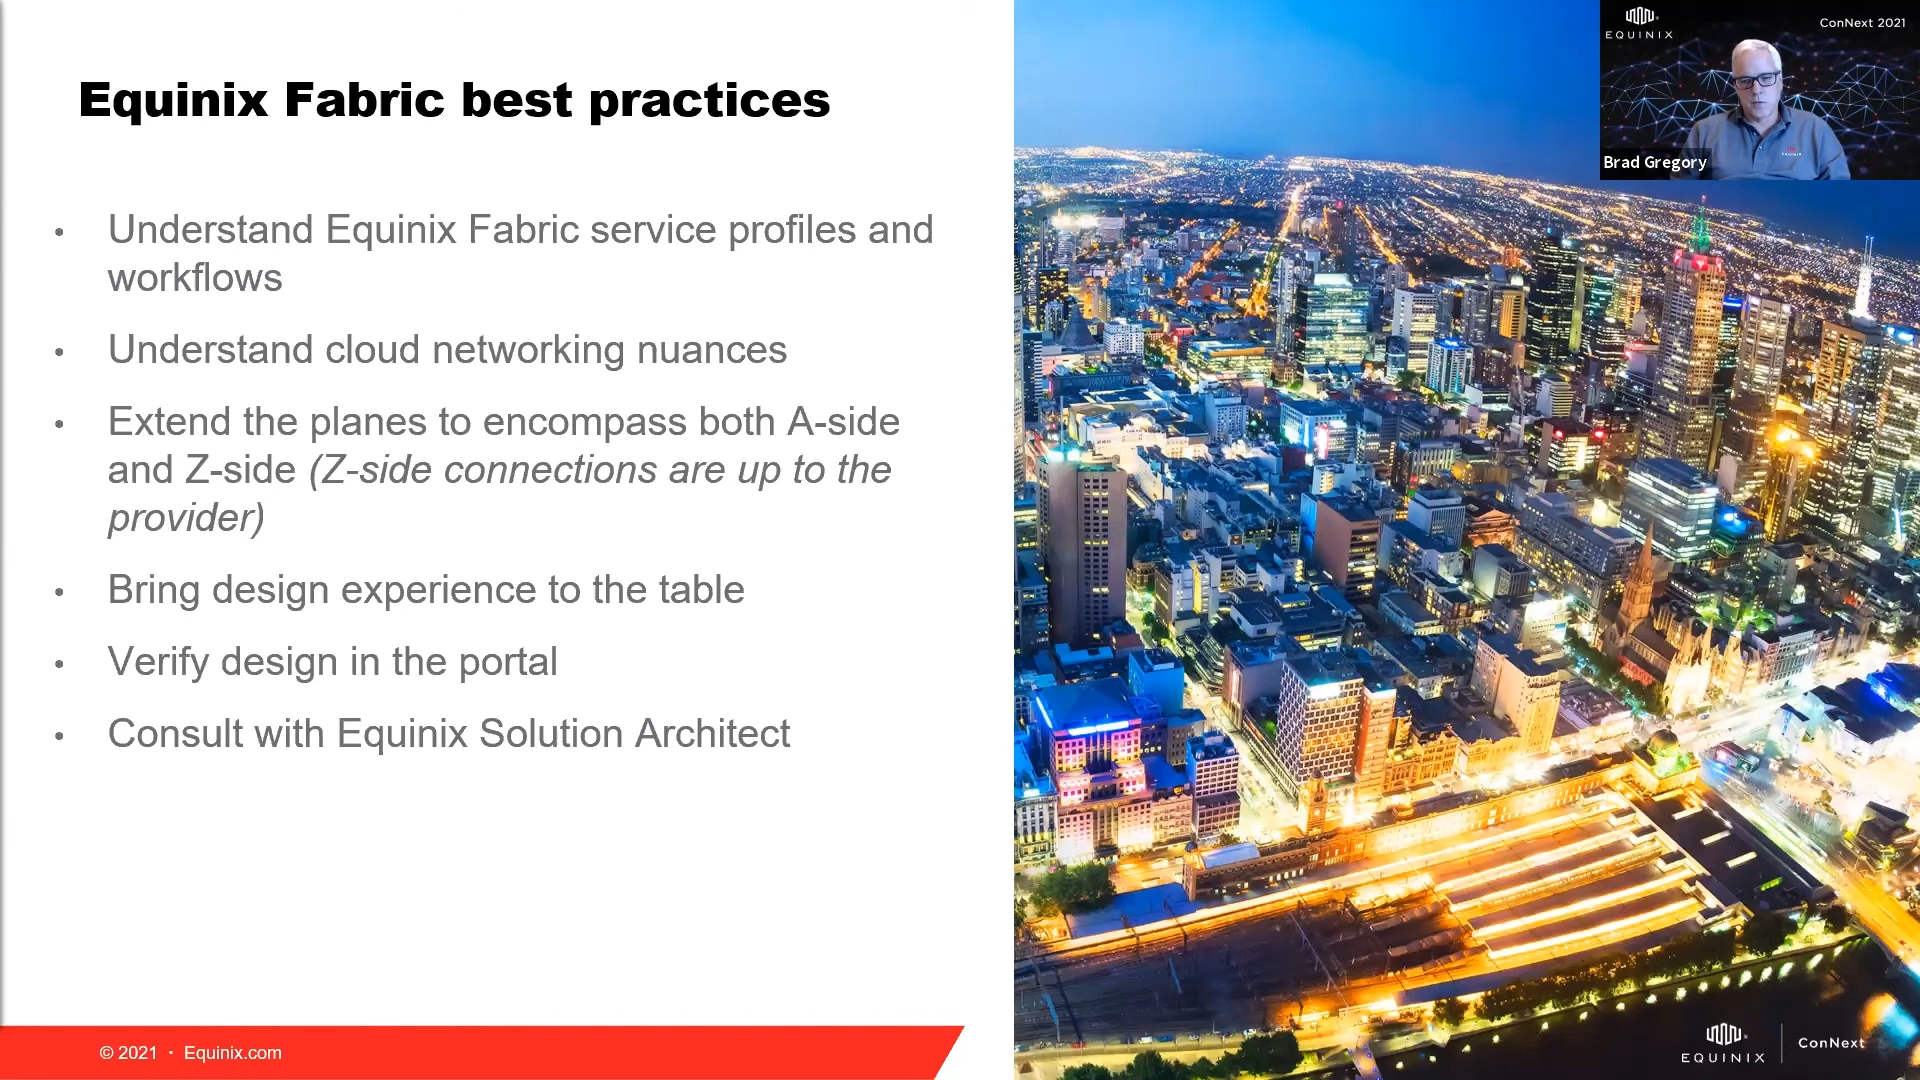 Equinix Fabric best practices
• Understand Equinix Fabric service profiles and
workflows
• Understand cloud networking nuances
• Extend the planes to encompass both A-side
and Z-side (Z-side connections are up to the
provider)
• Bring design experience to the table
• Verify design in the portal
• Consult with Equinix Solution Architect
© 2021 · Equinix.com
EQUINIX
ConNext 2021
EQUINIX
Brad Gregory
EQUINIX | ConNext